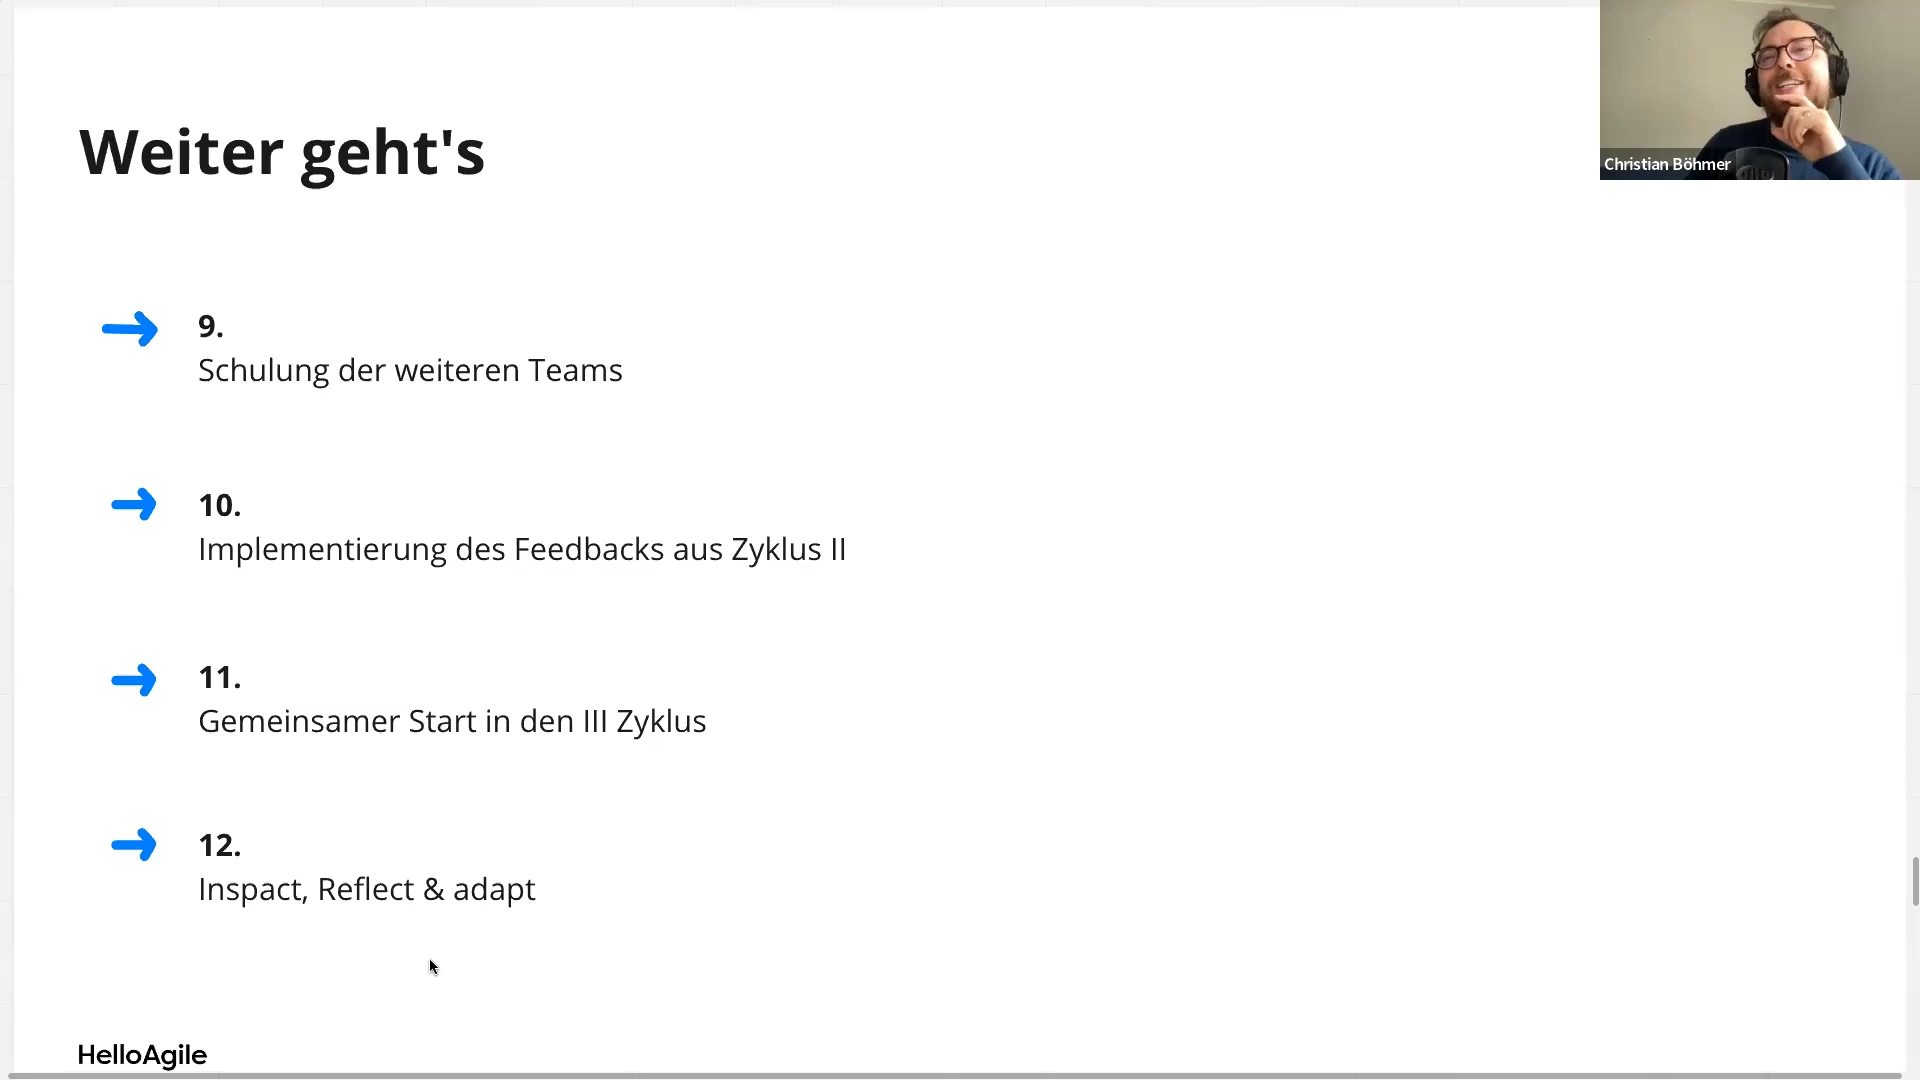 Weiter geht's
Christian Böhmer
9.
Schulung der weiteren Teams
10.
Implementierung des Feedbacks aus Zyklus II
11.
Gemeinsamer Start in den III Zyklus
12.
Inspact, Reflect & adapt
HelloAgile